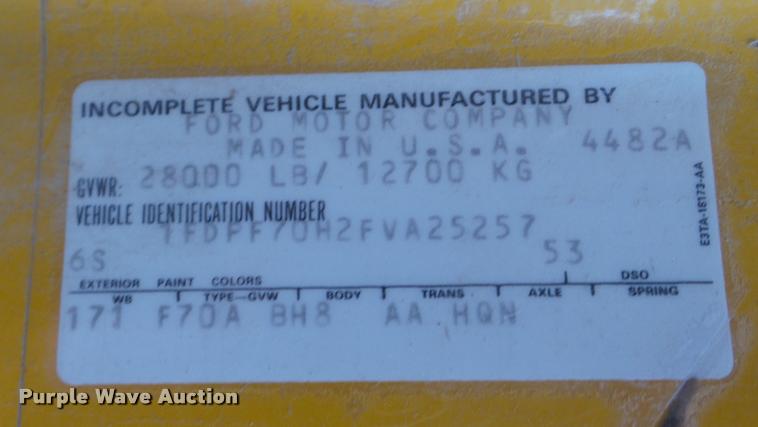 INCOMPLETE VEHICLE MANUFACTURED BY
FORD MOTOR COMPANY
MADE IN U.S.A. 4482A
GVWR: 28000 LB/ 12700 KG
VEHICLE IDENTIFICATION NUMBER
1FDPF70H2FVA25257
6S 53
EXTERIOR PAINT COLORS DSO
WB TYPE-GVW BODY TRANS AXLE SPRING
171 F70A BH8 AA HQN
E3TA-16173-AA
Purple Wave Auction